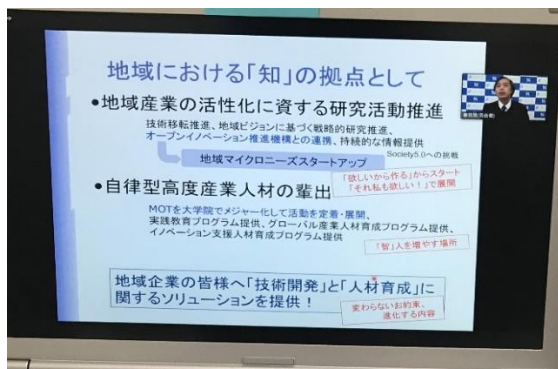 地域における「知」の拠点として
●地域産業の活性化に資する研究活動推進
技術移転推進、地域ビジョンに基づく戦略的研究推進、
オープンイノベーション推進機構との連携、持続的な情報提供
地域マイクロニーズスタートアップ
Society5.0への挑戦
「欲しいから作る」からスタート
「それ私も欲しい！」で展開
●自律型高度産業人材の輩出
MOTを大学院でメジャー化して活動を定着・展開、
実践教育プログラム提供、グローバル産業人材育成プログラム提供、
イノベーション支援人材育成プログラム提供
「智」人を増やす場所
地域企業の皆様へ「技術開発」と「人材育成」に
関するソリューションを提供！
変わらないお約束、
進化する内容